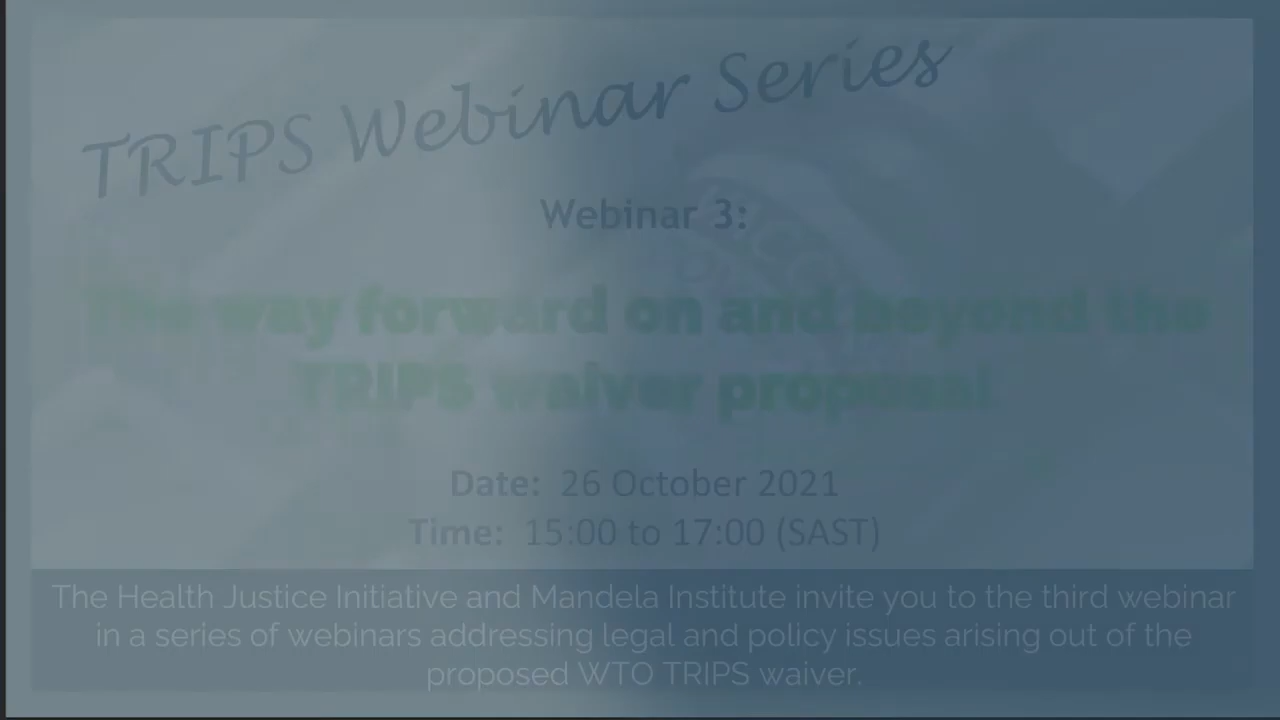 TRIPS Webinar Series
Webinar 3:
The way forward on and beyond the
TRIPS waiver proposal
Date: 26 October 2021
Time: 15:00 to 17:00 (SAST)
The Health Justice Initiative and Mandela Institute invite you to the third webinar
in a series of webinars addressing legal and policy issues arising out of the
proposed WTO TRIPS waiver.